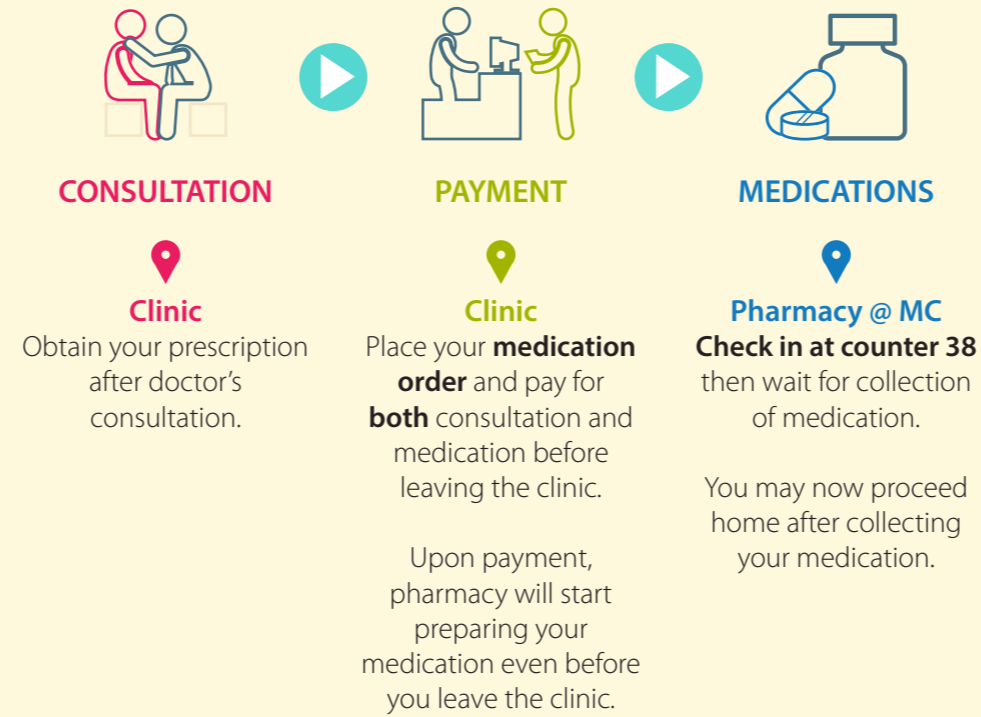 CONSULTATION
Clinic
Obtain your prescription
after doctor’s
consultation.
PAYMENT
Clinic
Place your medication
order and pay for
both consultation and
medication before
leaving the clinic.
Upon payment,
pharmacy will start
preparing your
medication even before
you leave the clinic.
MEDICATIONS
Pharmacy @ MC
Check in at counter 38
then wait for collection
of medication.
You may now proceed
home after collecting
your medication.